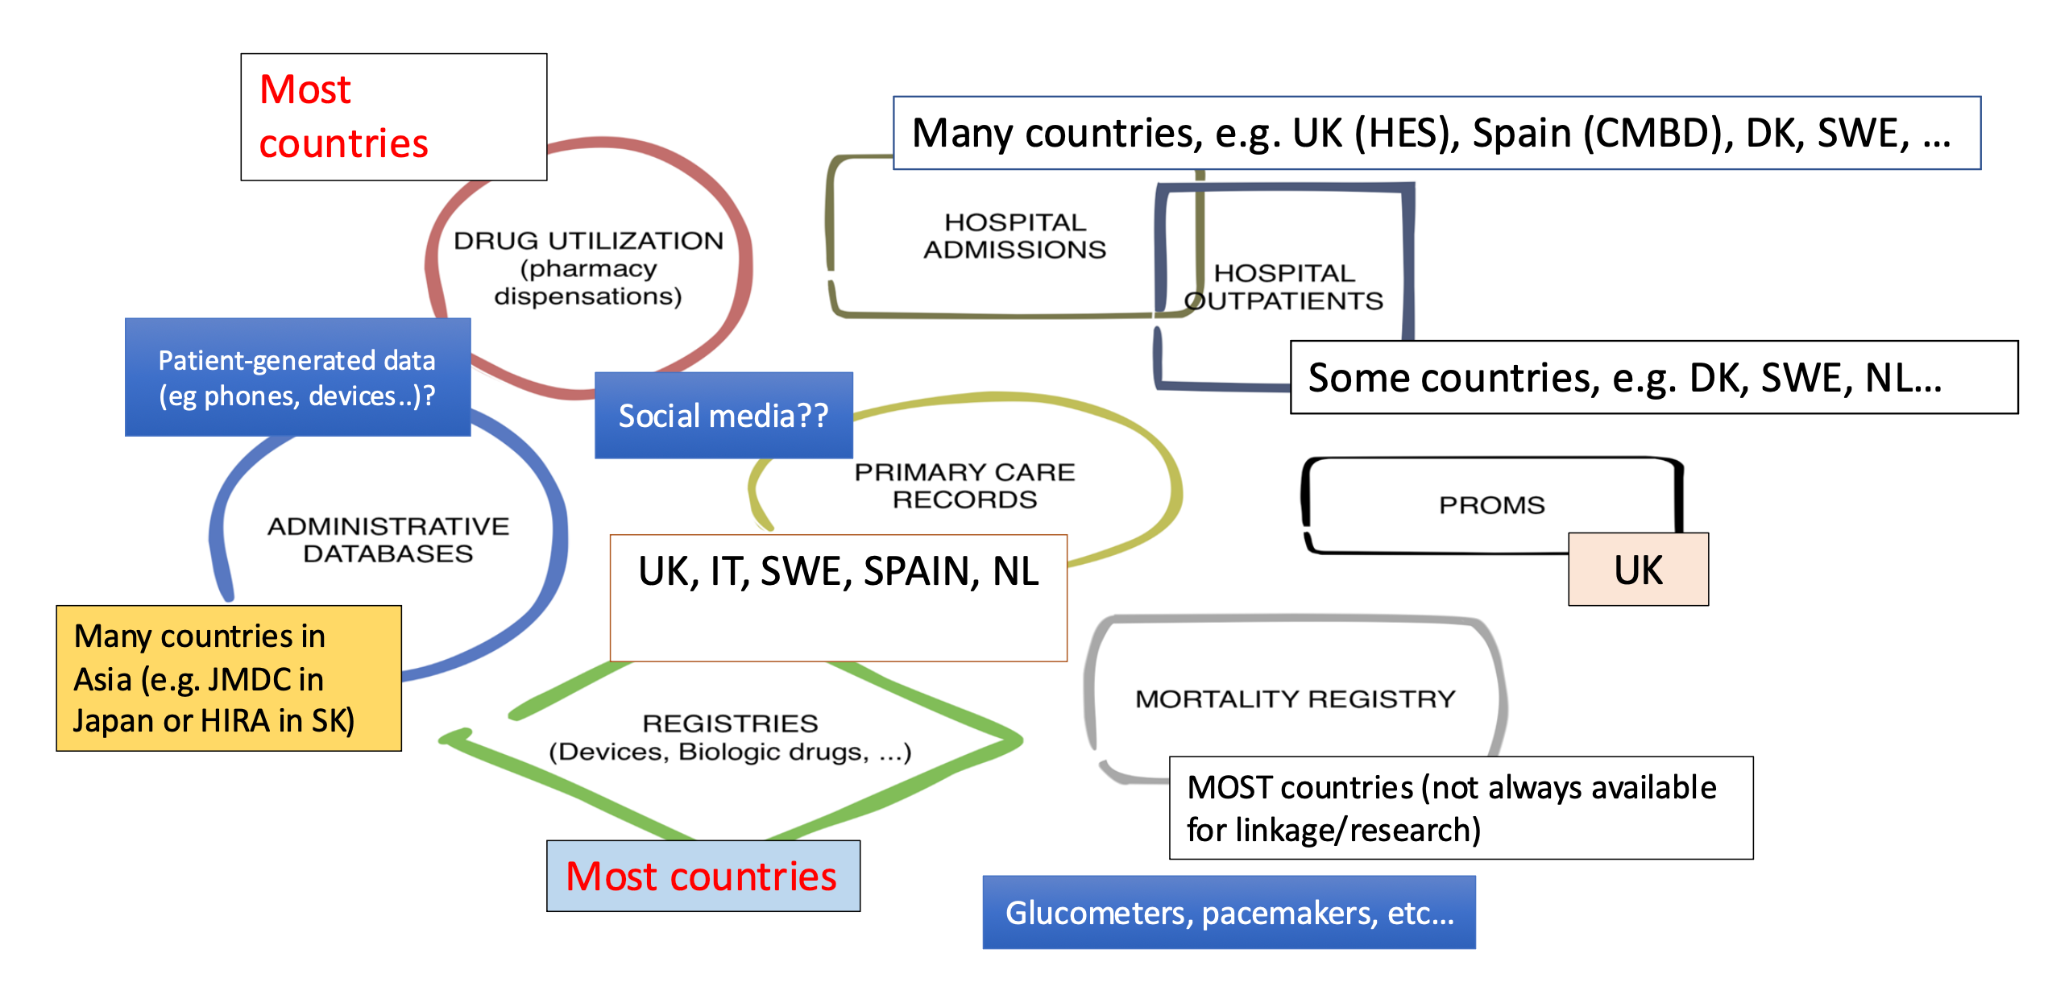 Most
countries
Many countries, e.g. UK (HES), Spain (CMBD), DK, SWE, ...
HOSPITAL
ADMISSIONS
DRUG UTILIZATION
(pharmacy
dispensations)
HOSPITAL
OUTPATIENTS
Patient-generated data
(eg phones, devices..)?
Social media??
Some countries, e.g. DK, SWE, NL...
PRIMARY CARE
RECORDS
PROMS
ADMINISTRATIVE
DATABASES
UK, IT, SWE, SPAIN, NL
UK
Many countries in
Asia (e.g. JMDC in
Japan or HIRA in SK)
REGISTRIES
(Devices, Biologic drugs, ...)
MORTALITY REGISTRY
MOST countries (not always available
for linkage/research)
Most countries
Glucometers, pacemakers, etc...